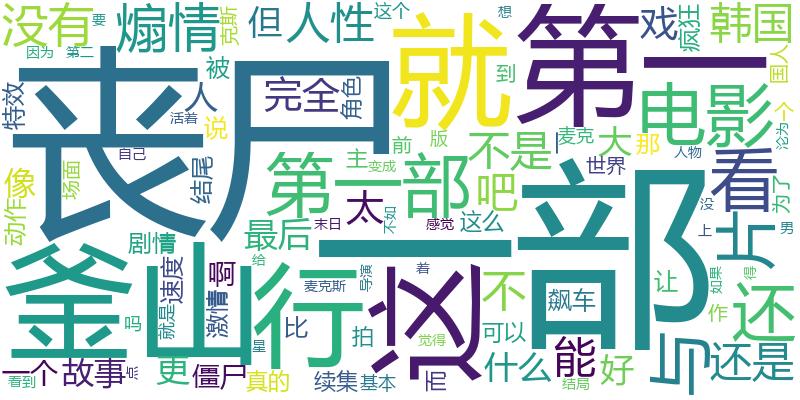 没有
要
煽情
克斯
但
人性
这个
就
想
第一
戏
疯狂
韩国
因为
第二
被
特效
丧尸
人
活着
说
完全
角色
到
电影
国人
个
沦为
自己
前
版
不是
麦克
大
那
人物
像
动作
场面
结尾
第一部
主
变成
吧
世界
看
为了
剧情
最后
太
末日
不如
感觉
这么
一部
没
上
男
片
釜山行
就是
速度
啊
激情
给
麦克斯
导演
着
这
不
飙车
让
与
如果
得
作
还
吗
星
比
拍
觉得
可以
一个
看到
故事
点
更
僵尸
真的
续集
基本
而
什么
能
结局
好
还是